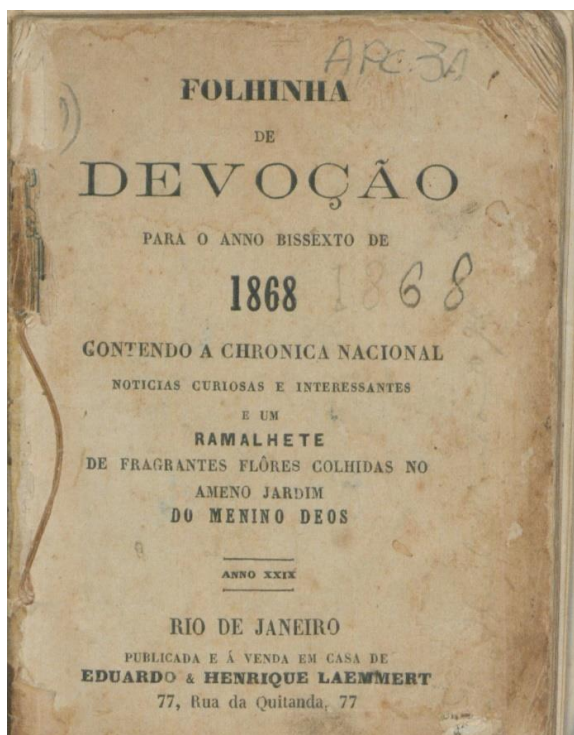 APC-3A
FOLHINHA
DE
DEVOÇÃO
PARA O ANNO BISSEXTO DE
1868 1868
CONTENDO A CHRONICA NACIONAL
NOTICIAS CURIOSAS E INTERESSANTES
E UM
RAMALHETE
DE FRAGRANTES FLÔRES COLHIDAS NO
AMENO JARDIM
DO MENINO DEOS
ANNO XXIX
RIO DE JANEIRO
PUBLICADA E Á VENDA EM CASA DE
EDUARDO & HENRIQUE LAEMMERT
77, Rua da Quitanda, 77